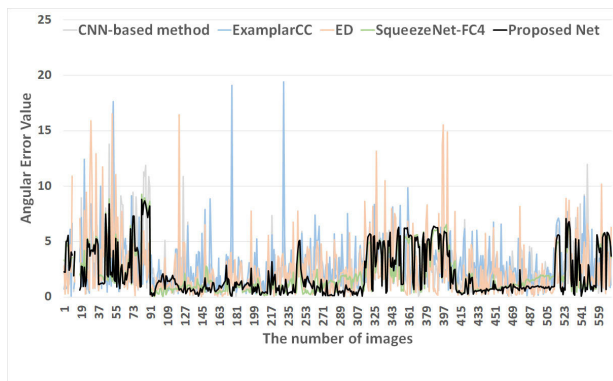 25
CNN-based method ExamplarCC ED SqueezeNet-FC4 Proposed Net
20
15
10
5
0
Angular Error Value
1 19 37 55 73 91 109 127 145 163 181 199 217 235 253 271 289 307 325 343 361 379 397 415 433 451 469 487 505 523 541 559
The number of images